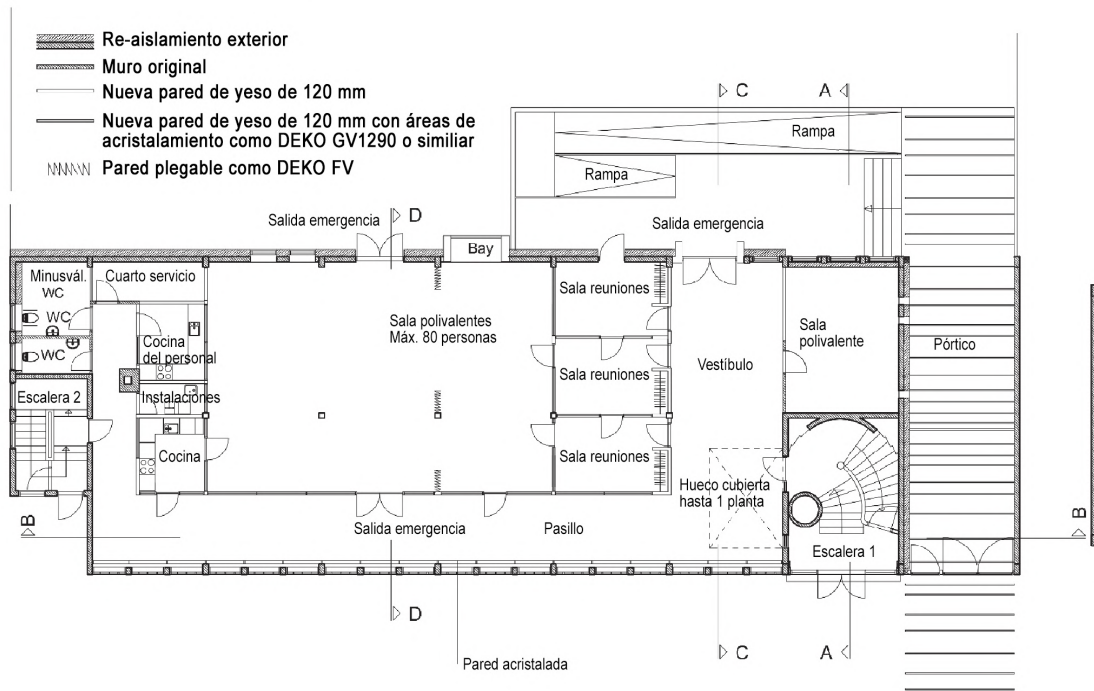 Re-aislamiento exterior
Muro original
Nueva pared de yeso de 120 mm
Nueva pared de yeso de 120 mm con áreas de
acristalamiento como DEKO GV1290 o similiar
Pared plegable como DEKO FV
C
A
Rampa
Rampa
Salida emergencia
D
Salida emergencia
Bay
Minusvál.
WC
Cuarto servicio
WC
WC
Cocina
del personal
Sala polivalentes
Máx. 80 personas
Sala reuniones
Sala reuniones
Sala reuniones
Vestíbulo
Sala
polivalente
Pórtico
Escalera 2
Instalaciones
Cocina
Hueco cubierta
hasta 1 planta
B
Salida emergencia
Pasillo
Escalera 1
B
D
C
A
Pared acristalada